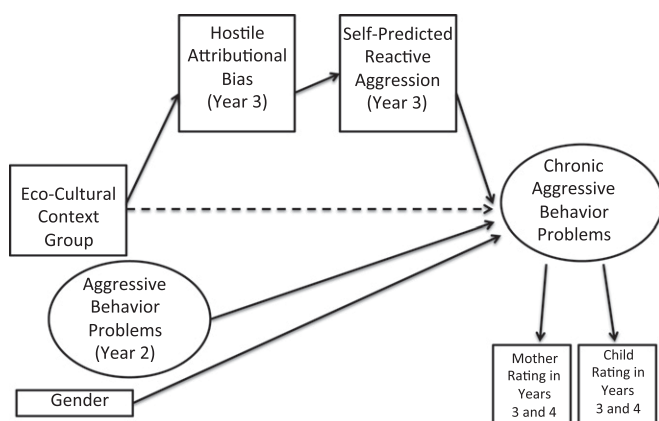 Hostile
Attributional
Bias
(Year 3)
Self-Predicted
Reactive
Aggression
(Year 3)
Eco-Cultural
Context
Group
Chronic
Aggressive
Behavior
Problems
Aggressive
Behavior
Problems
(Year 2)
Gender
Mother
Rating in
Years
3 and 4
Child
Rating in
Years
3 and 4